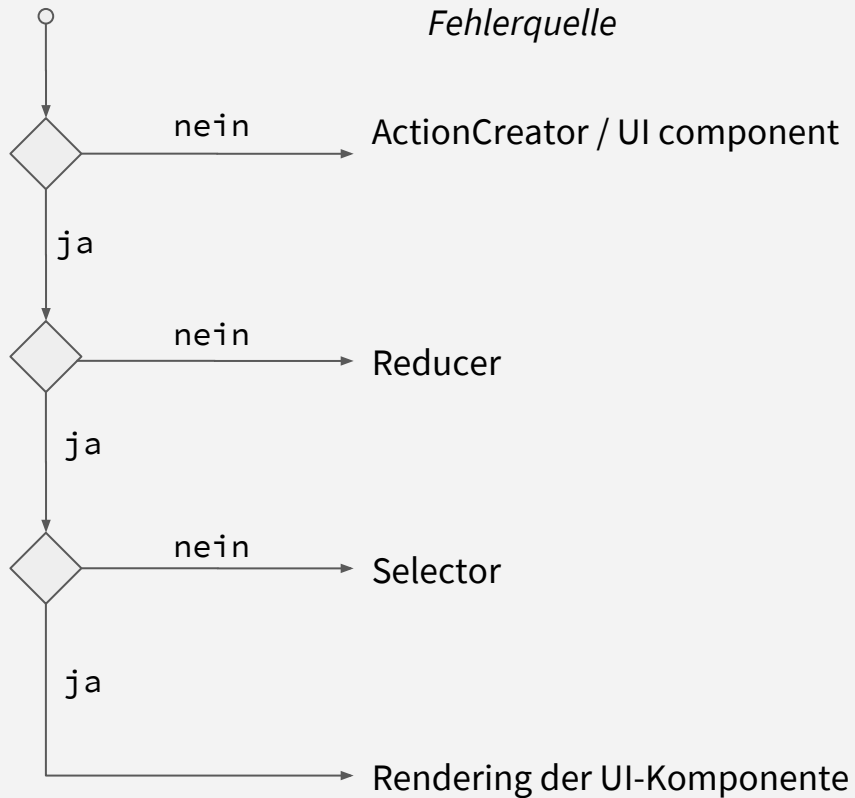 Fehlerquelle
nein
ActionCreator / UI component
ja
nein
Reducer
ja
nein
Selector
ja
Rendering der UI-Komponente